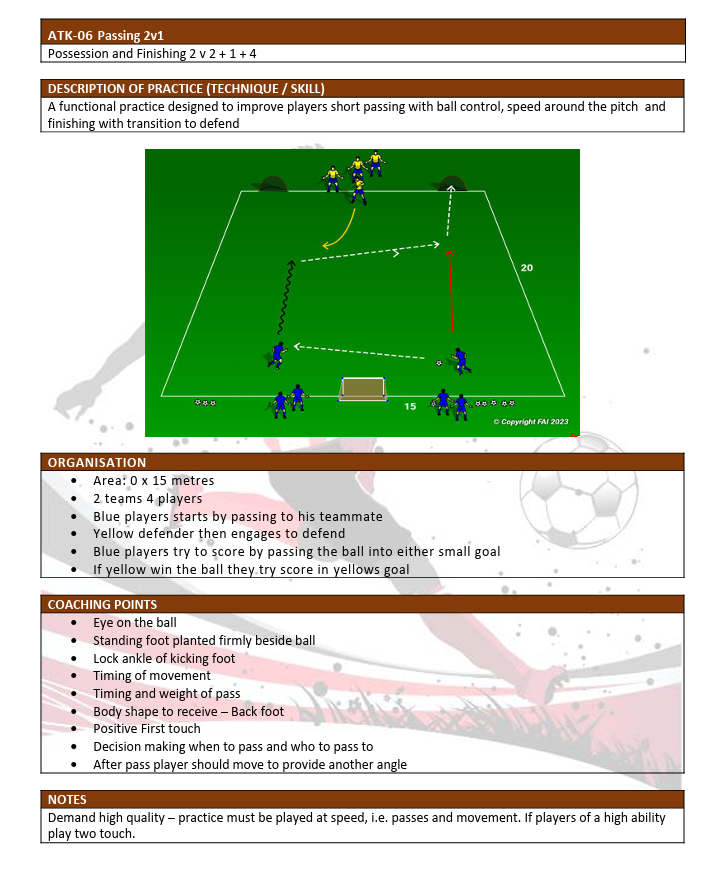 ATK-06 Passing 2v1
Possession and Finishing 2 v 2 + 1 + 4
DESCRIPTION OF PRACTICE (TECHNIQUE / SKILL)
A functional practice designed to improve players short passing with ball control, speed around the pitch and
finishing with transition to defend
20
15
© Copyright FAI 2023
ORGANISATION
• Area: 0 x 15 metres
• 2 teams 4 players
• Blue players starts by passing to his teammate
• Yellow defender then engages to defend
• Blue players try to score by passing the ball into either small goal
• If yellow win the ball they try score in yellows goal
COACHING POINTS
• Eye on the ball
• Standing foot planted firmly beside ball
• Lock ankle of kicking foot
• Timing of movement
• Timing and weight of pass
• Body shape to receive – Back foot
• Positive First touch
• Decision making when to pass and who to pass to
• After pass player should move to provide another angle
NOTES
Demand high quality – practice must be played at speed, i.e. passes and movement. If players of a high ability
play two touch.